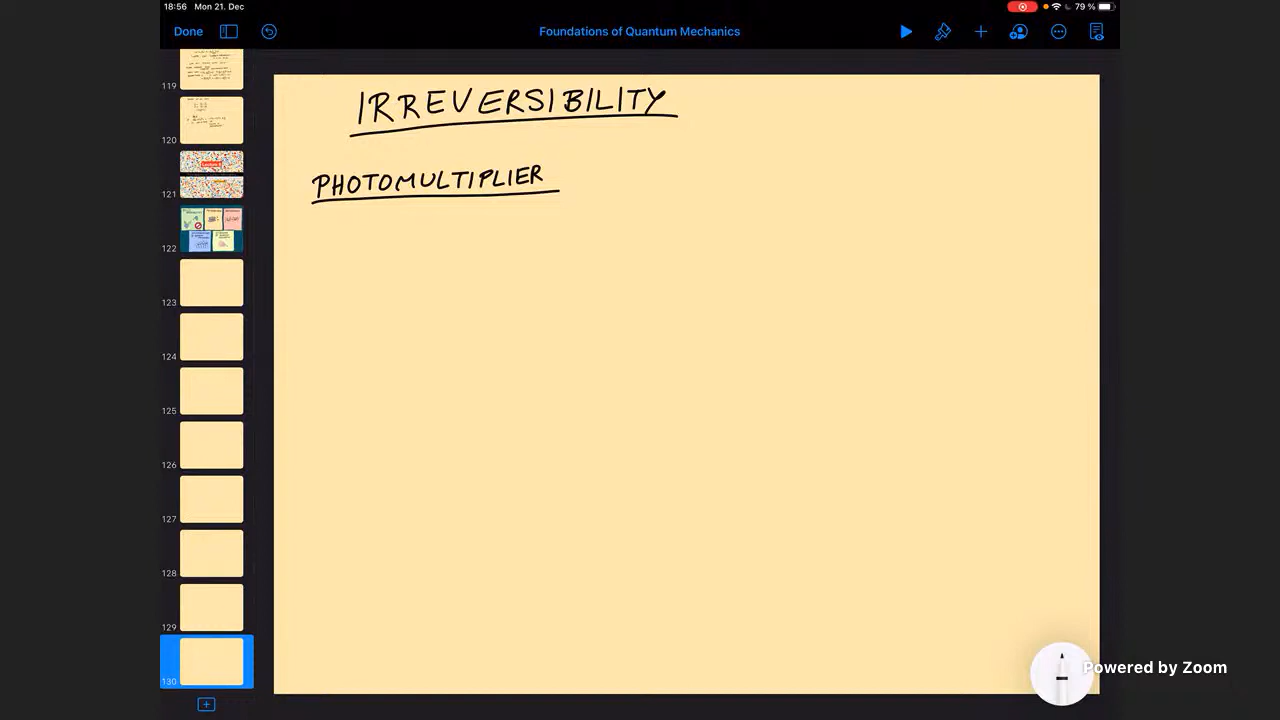 18:56 Mon 21. Dec
79 %
Done
Foundations of Quantum Mechanics
119
120
121
122
123
124
125
126
127
128
129
130
IRREVERSIBILITY
PHOTOMULTIPLIER
Powered by Zoom